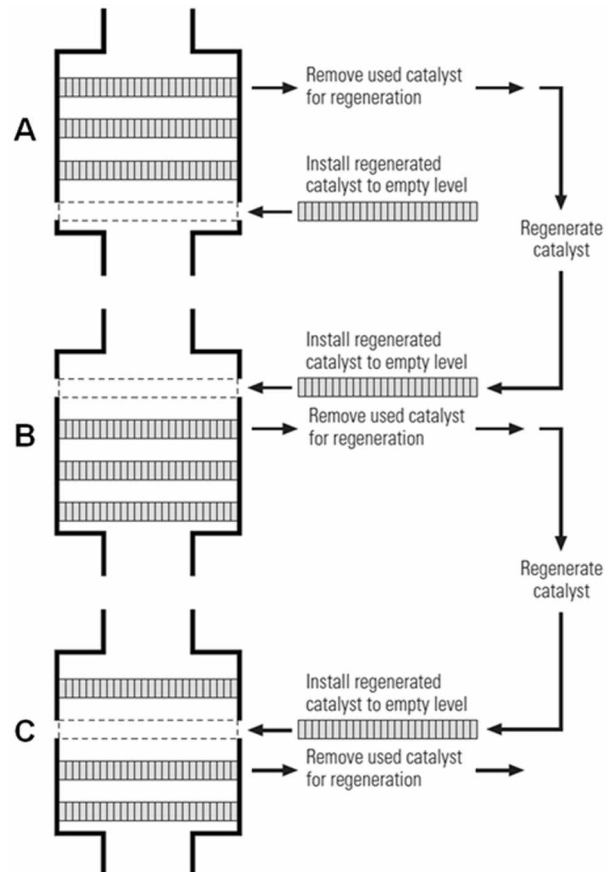 Remove used catalyst
for regeneration
A
Install regenerated
catalyst to empty level
Regenerate
catalyst
Install regenerated
catalyst to empty level
B
Remove used catalyst
for regeneration
Regenerate
catalyst
Install regenerated
catalyst to empty level
C
Remove used catalyst
for regeneration